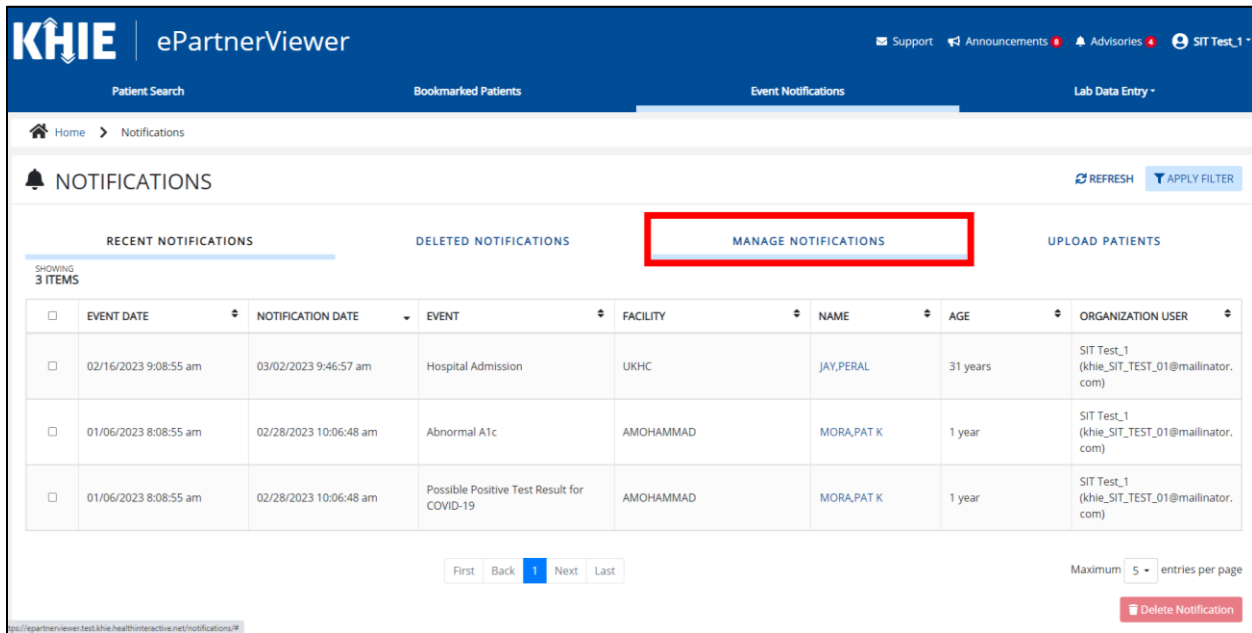 KHIE ePartnerViewer
Support Announcements 8 Advisories 4 SIT Test_1
Patient Search Bookmarked Patients Event Notifications Lab Data Entry
Home > Notifications
NOTIFICATIONS
REFRESH APPLY FILTER
RECENT NOTIFICATIONS DELETED NOTIFICATIONS MANAGE NOTIFICATIONS UPLOAD PATIENTS
SHOWING
3 ITEMS
EVENT DATE NOTIFICATION DATE EVENT FACILITY NAME AGE ORGANIZATION USER
02/16/2023 9:08:55 am 03/02/2023 9:46:57 am Hospital Admission UKHC JAY,PERAL 31 years SIT Test_1
(khie_SIT_TEST_01@mailinator.
com)
01/06/2023 8:08:55 am 02/28/2023 10:06:48 am Abnormal A1c AMOHAMMAD MORA,PAT K 1 year SIT Test_1
(khie_SIT_TEST_01@mailinator.
com)
01/06/2023 8:08:55 am 02/28/2023 10:06:48 am Possible Positive Test Result for
COVID-19 AMOHAMMAD MORA,PAT K 1 year SIT Test_1
(khie_SIT_TEST_01@mailinator.
com)
First Back 1 Next Last
Maximum 5 entries per page
Delete Notification
tps://epartnerviewer.test.khie.healthinteractive.net/notifications/#